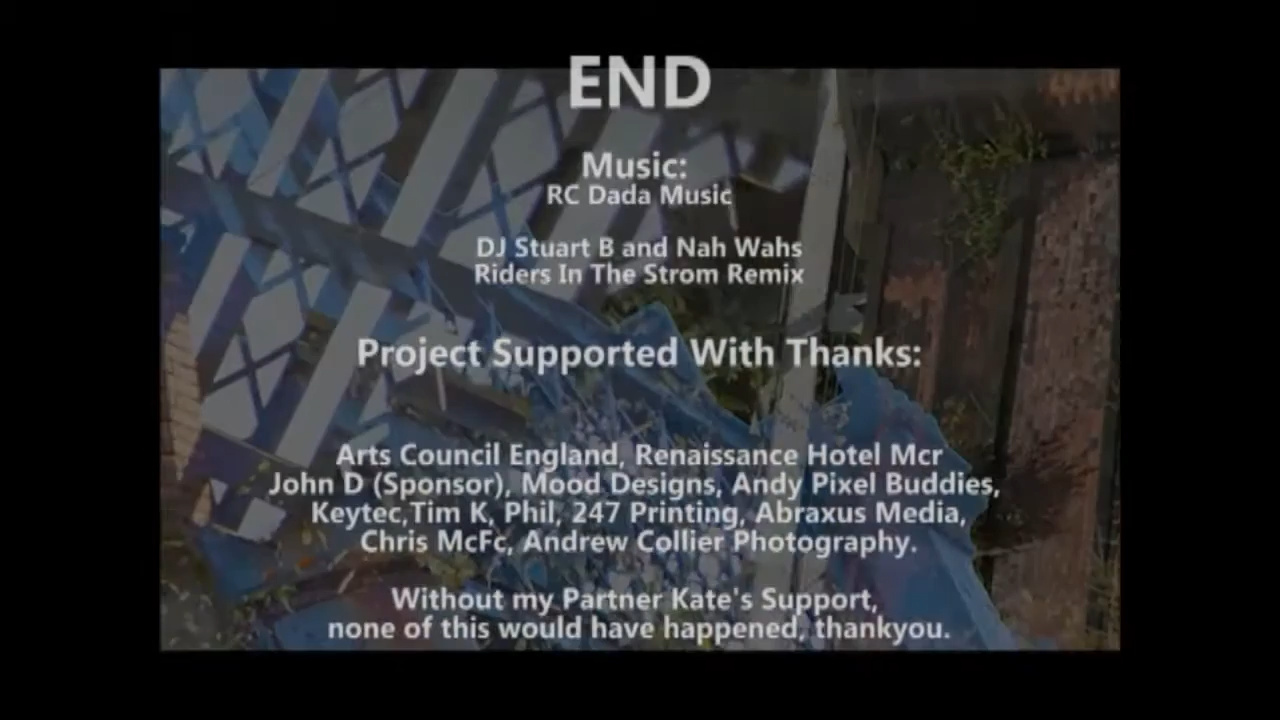 END
Music:
RC Dada Music
DJ Stuart B and Nah Wahs
Riders In The Strom Remix
Project Supported With Thanks:
Arts Council England, Renaissance Hotel Mcr
John D (Sponsor), Mood Designs, Andy Pixel Buddies,
Keytec,Tim K, Phil, 247 Printing, Abraxus Media,
Chris McFc, Andrew Collier Photography.
Without my Partner Kate's Support,
none of this would have happened, thankyou.